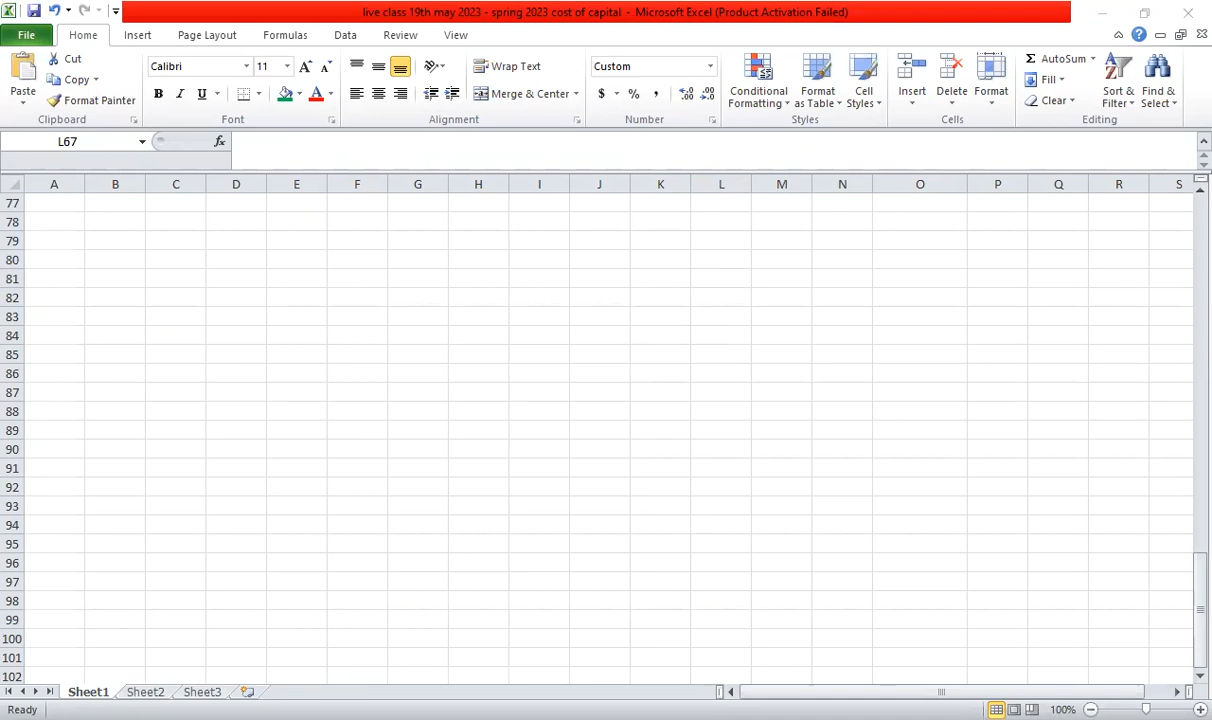 live class 19th may 2023 - spring 2023 cost of capital - Microsoft Excel (Product Activation Failed)
File Home Insert Page Layout Formulas Data Review View
Paste
Cut
Copy
Format Painter
Clipboard
Calibri 11
B I U
Font
Wrap Text
Merge & Center
Alignment
Custom
$ % ,
Number
Conditional Formatting
Format as Table
Cell Styles
Styles
Insert Delete Format
Cells
AutoSum
Fill
Clear
Sort & Filter
Find & Select
Editing
L67 fx
A B C D E F G H I J K L M N O P Q R S
77
78
79
80
81
82
83
84
85
86
87
88
89
90
91
92
93
94
95
96
97
98
99
100
101
102
Sheet1 Sheet2 Sheet3
Ready 100%